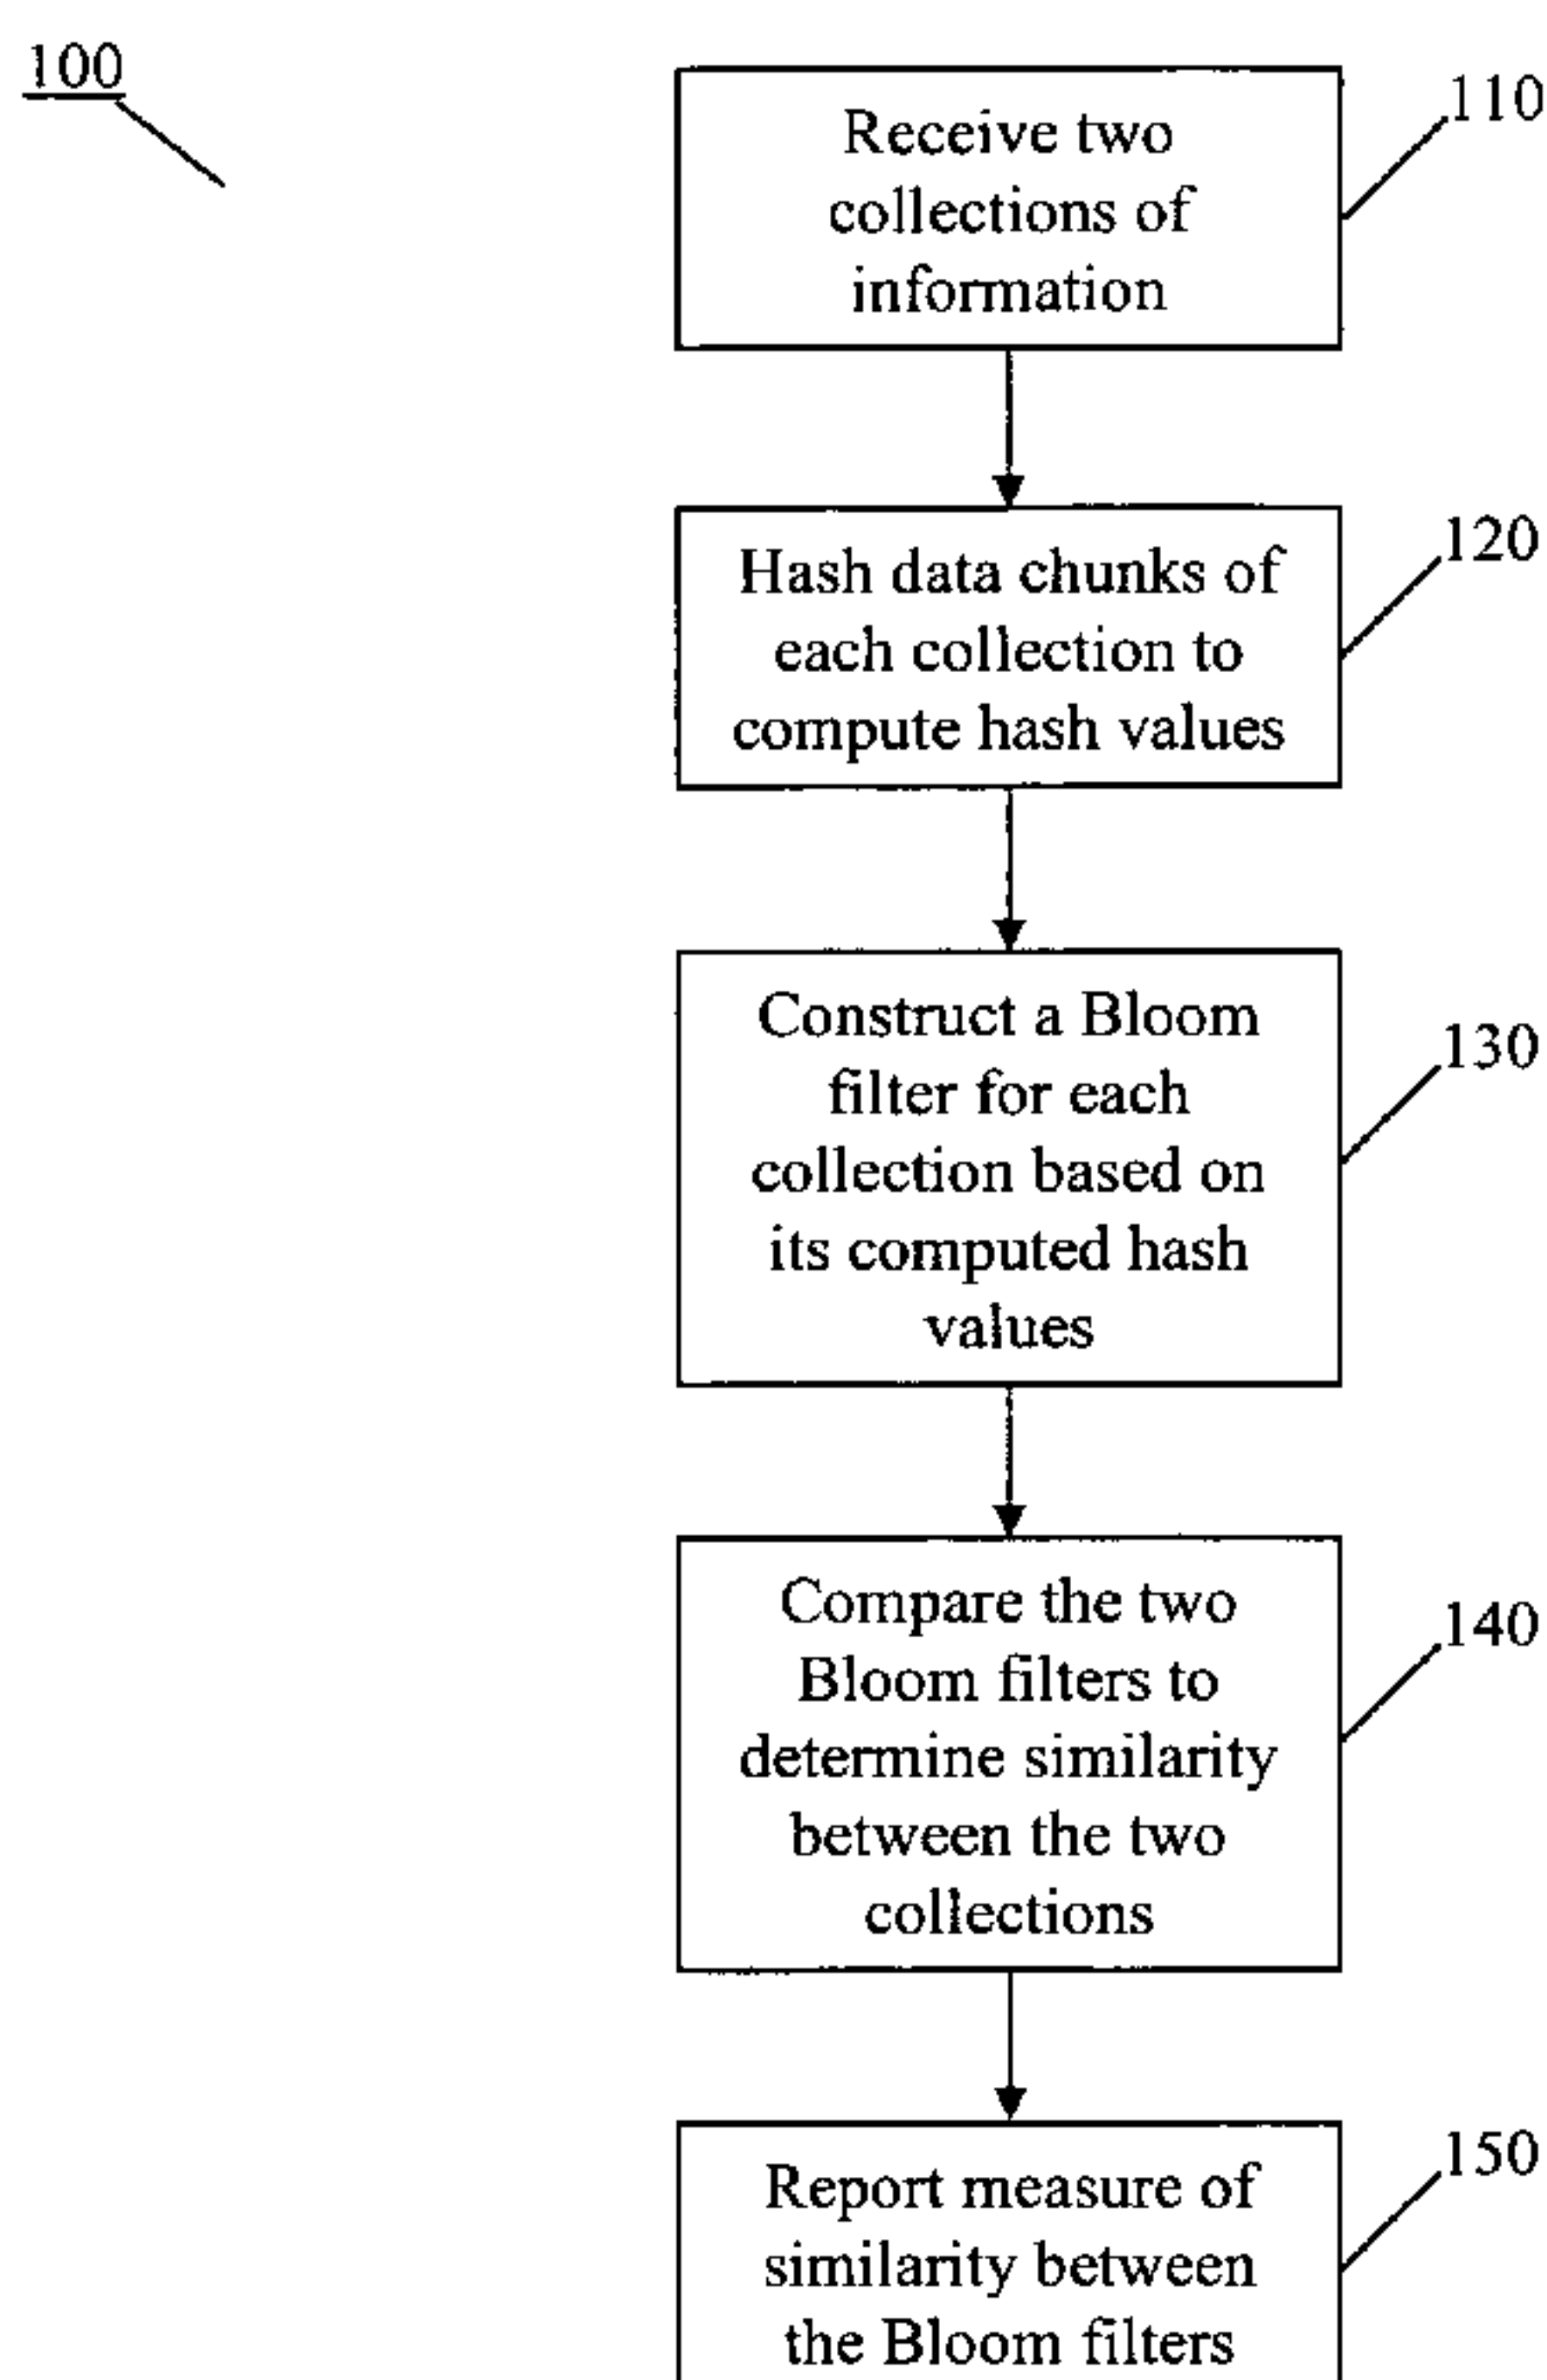 100
110
Receive two
collections of
information
120
Hash data chunks of
each collection to
compute hash values
130
Construct a Bloom
filter for each
collection based on
its computed hash
values
140
Compare the two
Bloom filters to
determine similarity
between the two
collections
150
Report measure of
similarity between
the Bloom filters